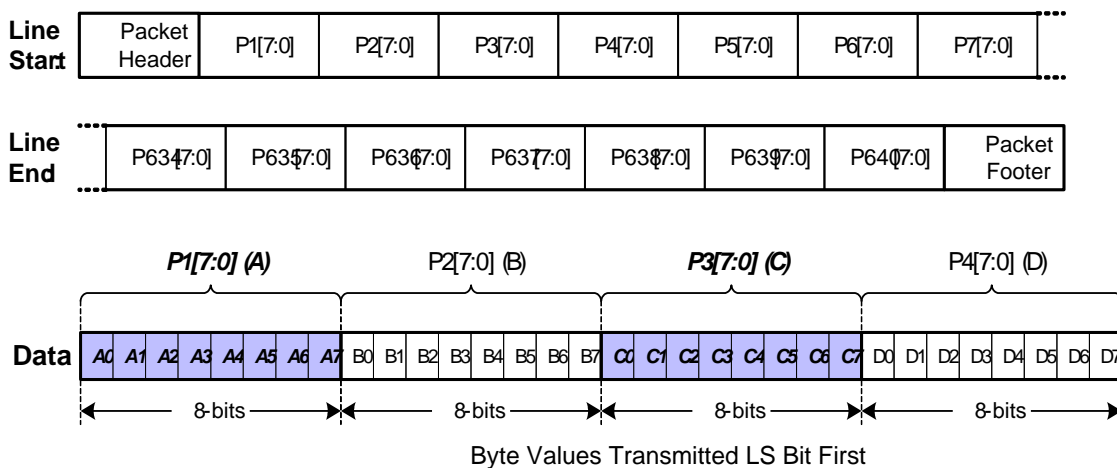 Line Start Packet Header P1[7:0] P2[7:0] P3[7:0] P4[7:0] P5[7:0] P6[7:0] P7[7:0]
Line End P634[7:0] P635[7:0] P636[7:0] P637[7:0] P638[7:0] P639[7:0] P640[7:0] Packet Footer
P1[7:0] (A) P2[7:0] (B) P3[7:0] (C) P4[7:0] (D)
Data A0 A1 A2 A3 A4 A5 A6 A7 B0 B1 B2 B3 B4 B5 B6 B7 C0 C1 C2 C3 C4 C5 C6 C7 D0 D1 D2 D3 D4 D5 D6 D7
8-bits 8-bits 8-bits 8-bits
Byte Values Transmitted LS Bit First